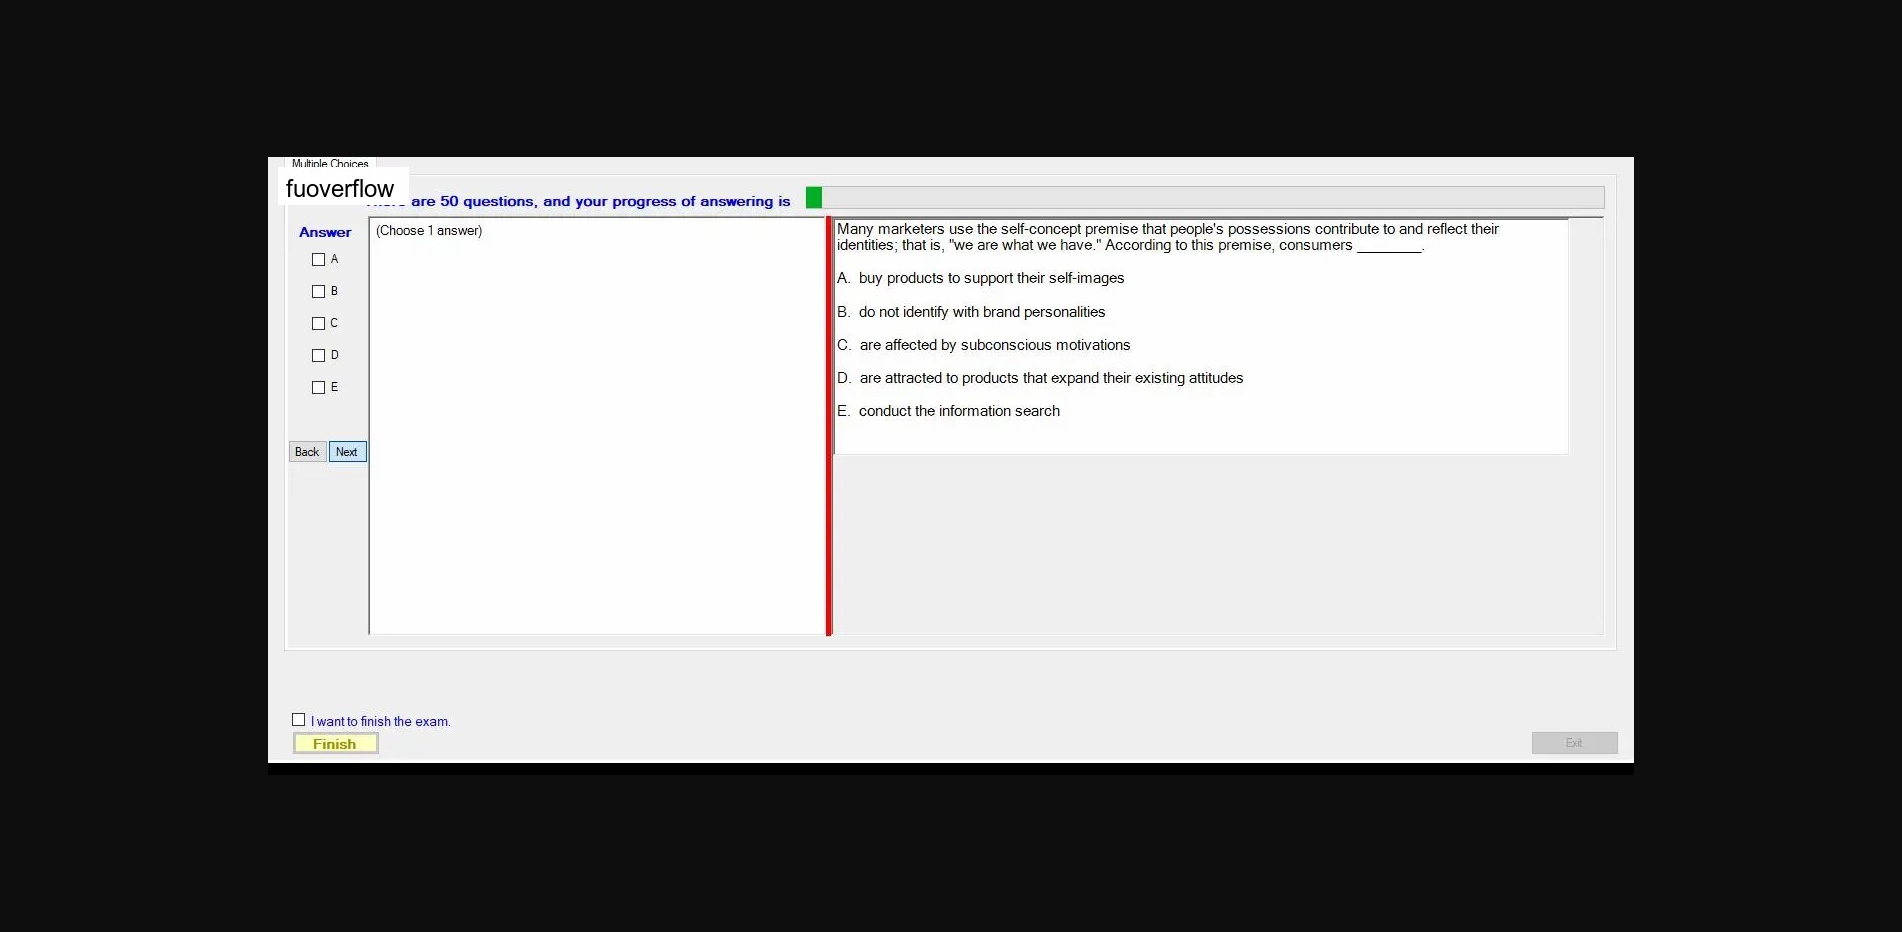 Multiple Choices
fuoverflow
are 50 questions, and your progress of answering is
Answer
(Choose 1 answer)
A
B
C
D
E
Back Next
Many marketers use the self-concept premise that people's possessions contribute to and reflect their
identities; that is, "we are what we have." According to this premise, consumers ________.
A. buy products to support their self-images
B. do not identify with brand personalities
C. are affected by subconscious motivations
D. are attracted to products that expand their existing attitudes
E. conduct the information search
I want to finish the exam.
Finish
Exit